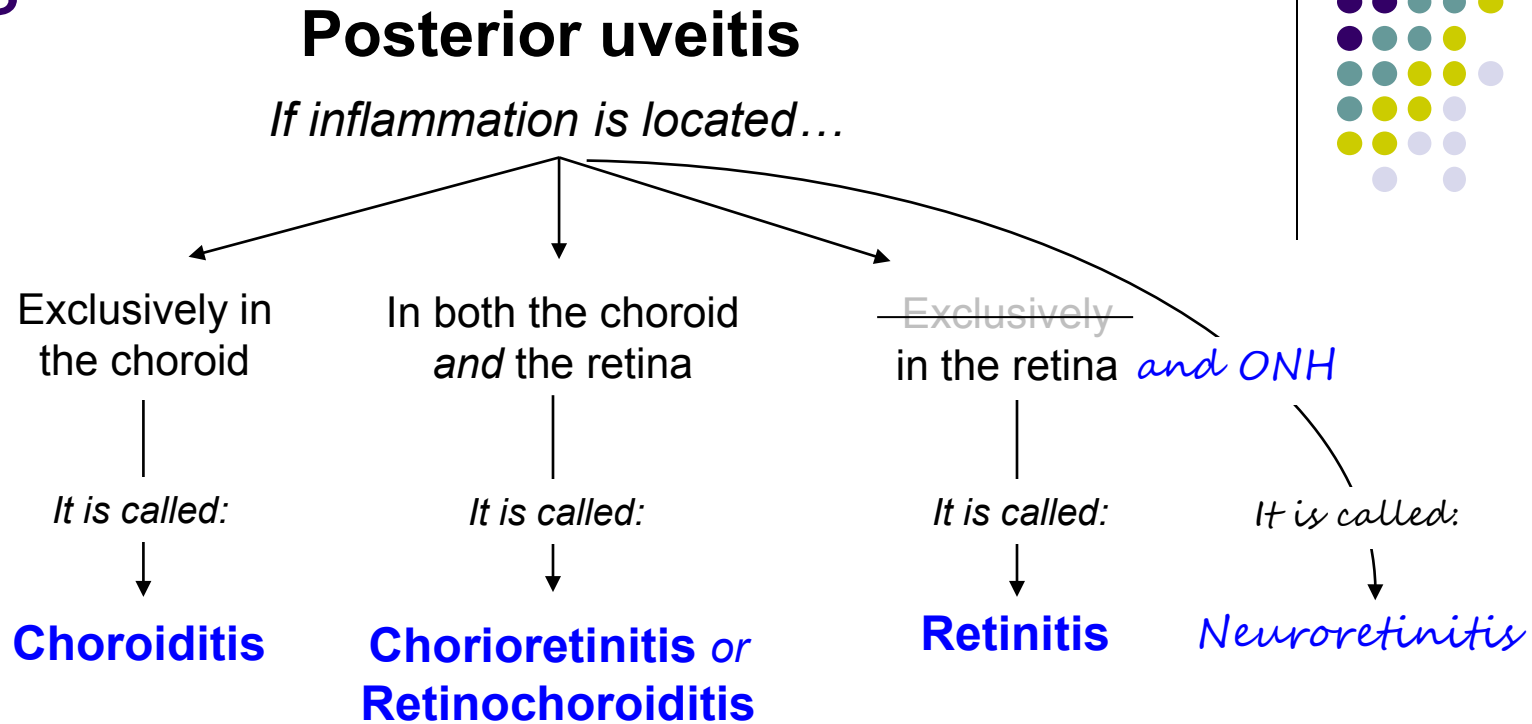 Posterior uveitis
If inflammation is located…
Exclusively in
the choroid
In both the choroid
and the retina
Exclusively
in the retina and ONH
It is called:
It is called:
It is called:
It is called:
Choroiditis
Chorioretinitis or
Retinochoroiditis
Retinitis
Neuroretinitis